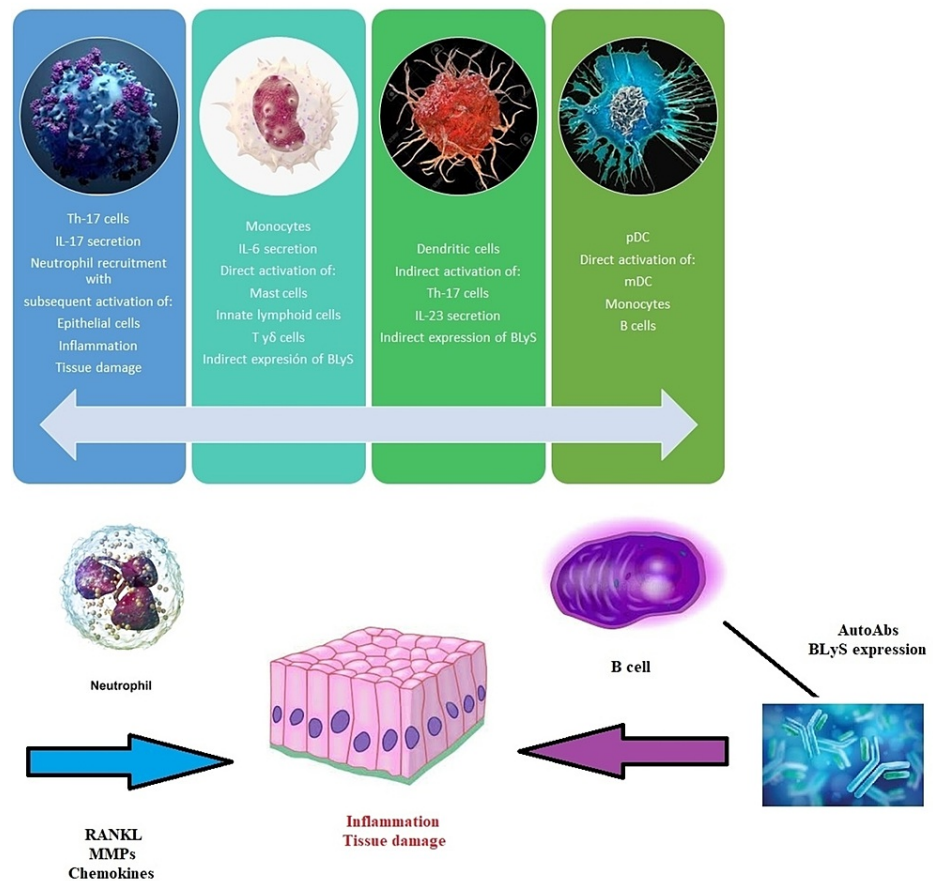 Th-17 cells
IL-17 secretion
Neutrophil recruitment
with
subsequent activation of:
Epithelial cells
Inflammation
Tissue damage
Monocytes
IL-6 secretion
Direct activation of:
Mast cells
Innate lymphoid cells
T γδ cells
Indirect expresión of BLyS
Dendritic cells
Indirect activation of:
Th-17 cells
IL-23 secretion
Indirect expression of BLyS
pDC
Direct activation of:
mDC
Monocytes
B cells
Neutrophil
RANKL
MMPs
Chemokines
Inflammation
Tissue damage
B cell
AutoAbs
BLyS expression